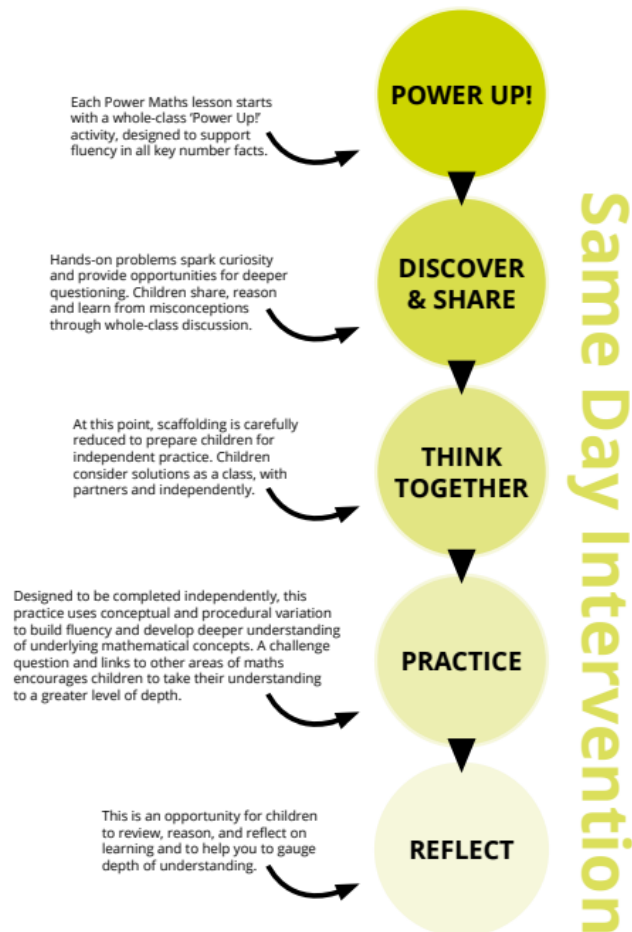 POWER UP!
Each Power Maths lesson starts
with a whole-class ‘Power Up!’
activity, designed to support
fluency in all key number facts.
DISCOVER
& SHARE
Hands-on problems spark curiosity
and provide opportunities for deeper
questioning. Children share, reason
and learn from misconceptions
through whole-class discussion.
THINK
TOGETHER
At this point, scaffolding is carefully
reduced to prepare children for
independent practice. Children
consider solutions as a class, with
partners and independently.
PRACTICE
Designed to be completed independently, this
practice uses conceptual and procedural variation
to build fluency and develop deeper understanding
of underlying mathematical concepts. A challenge
question and links to other areas of maths
encourages children to take their understanding
to a greater level of depth.
REFLECT
This is an opportunity for children
to review, reason, and reflect on
learning and to help you to gauge
depth of understanding.
Same Day Intervention